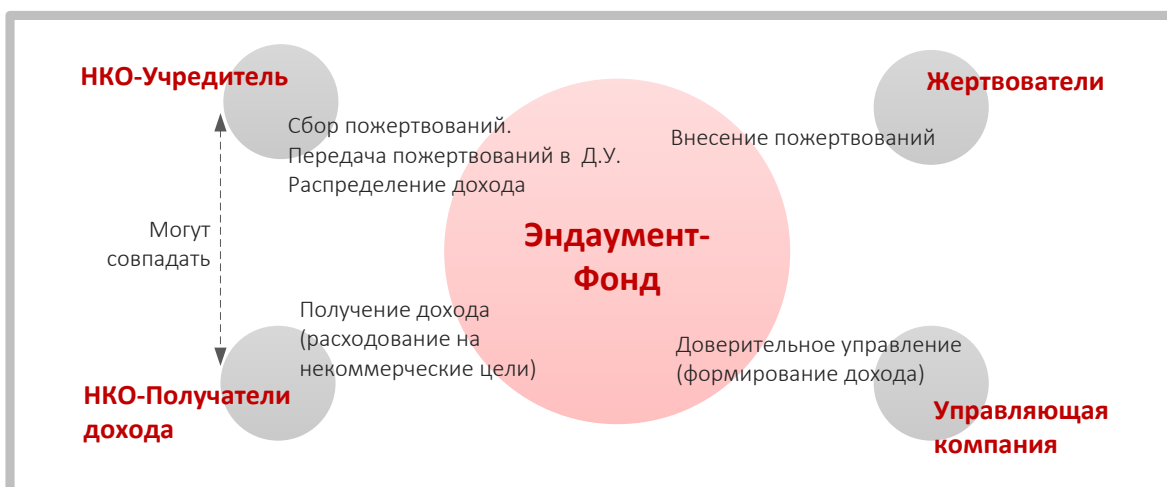 НКО-Учредитель
Сбор пожертвований.
Передача пожертвований в Д.У.
Распределение дохода
Жертвователи
Внесение пожертвований
Могут
совпадать
Эндаумент-
Фонд
Получение дохода
(расходование на
некоммерческие цели)
НКО-Получатели
дохода
Доверительное управление
(формирование дохода)
Управляющая
компания